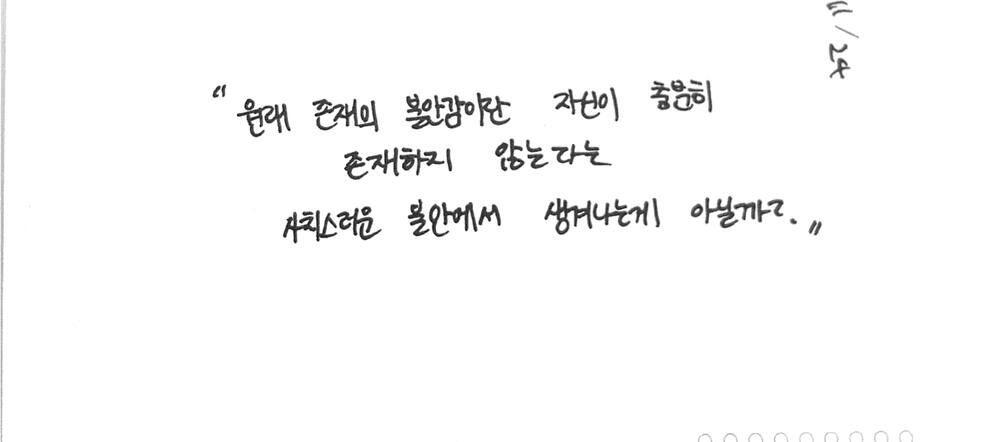 "원래 존재의 불안감이란 자신이 충분히
존재하지 않는다는
사치스러운 불안에서 생겨나는게 아닐까?."